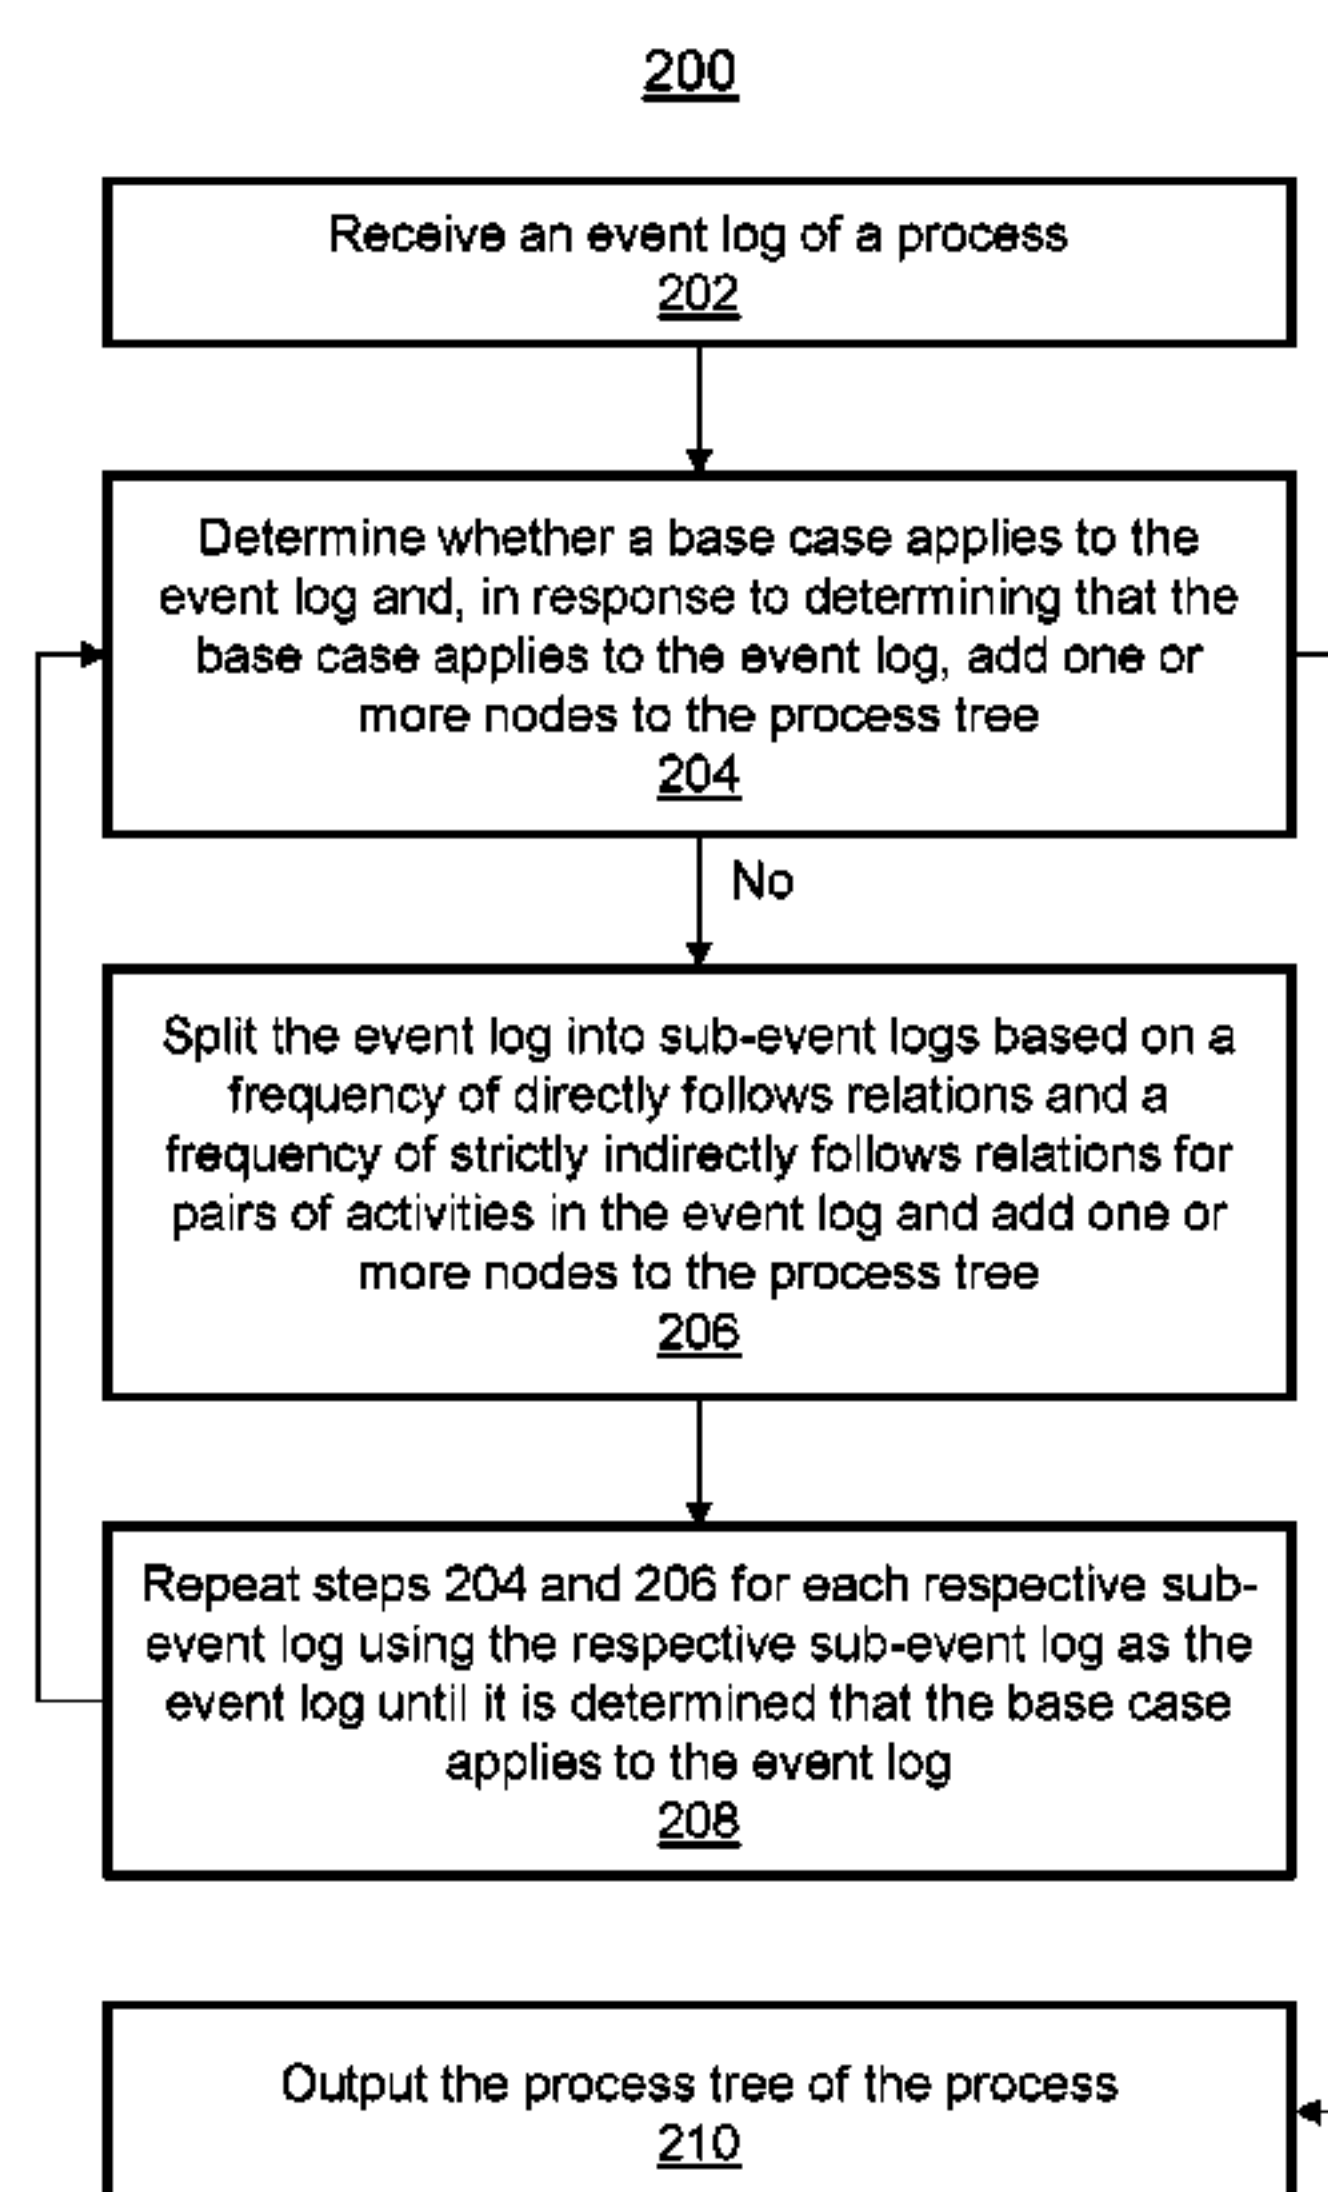 200
Receive an event log of a process
202
Determine whether a base case applies to the
event log and, in response to determining that the
base case applies to the event log, add one or
more nodes to the process tree
204
No
Split the event log into sub-event logs based on a
frequency of directly follows relations and a
frequency of strictly indirectly follows relations for
pairs of activities in the event log and add one or
more nodes to the process tree
206
Repeat steps 204 and 206 for each respective sub-
event log using the respective sub-event log as the
event log until it is determined that the base case
applies to the event log
208
Output the process tree of the process
210